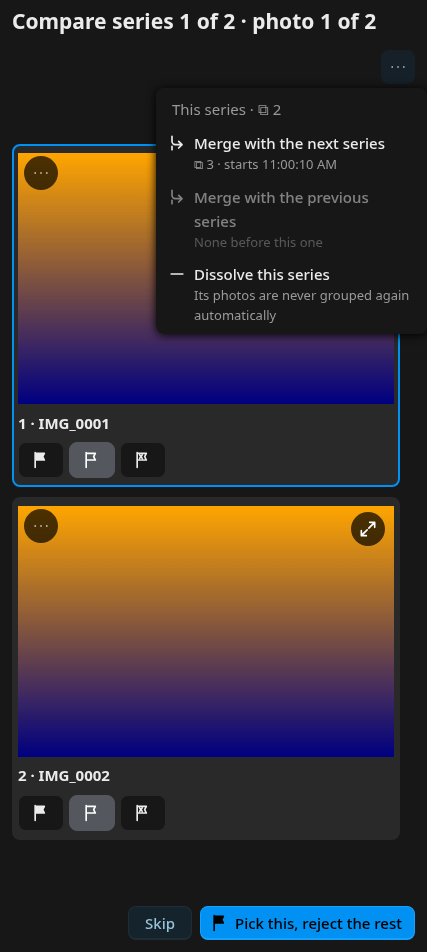 Compare series 1 of 2 · photo 1 of 2
···
This series · ⧉ 2
Merge with the next series
⧉ 3 · starts 11:00:10 AM
Merge with the previous
series
None before this one
Dissolve this series
Its photos are never grouped again
automatically
···
1 · IMG_0001
···
2 · IMG_0002
Skip
Pick this, reject the rest